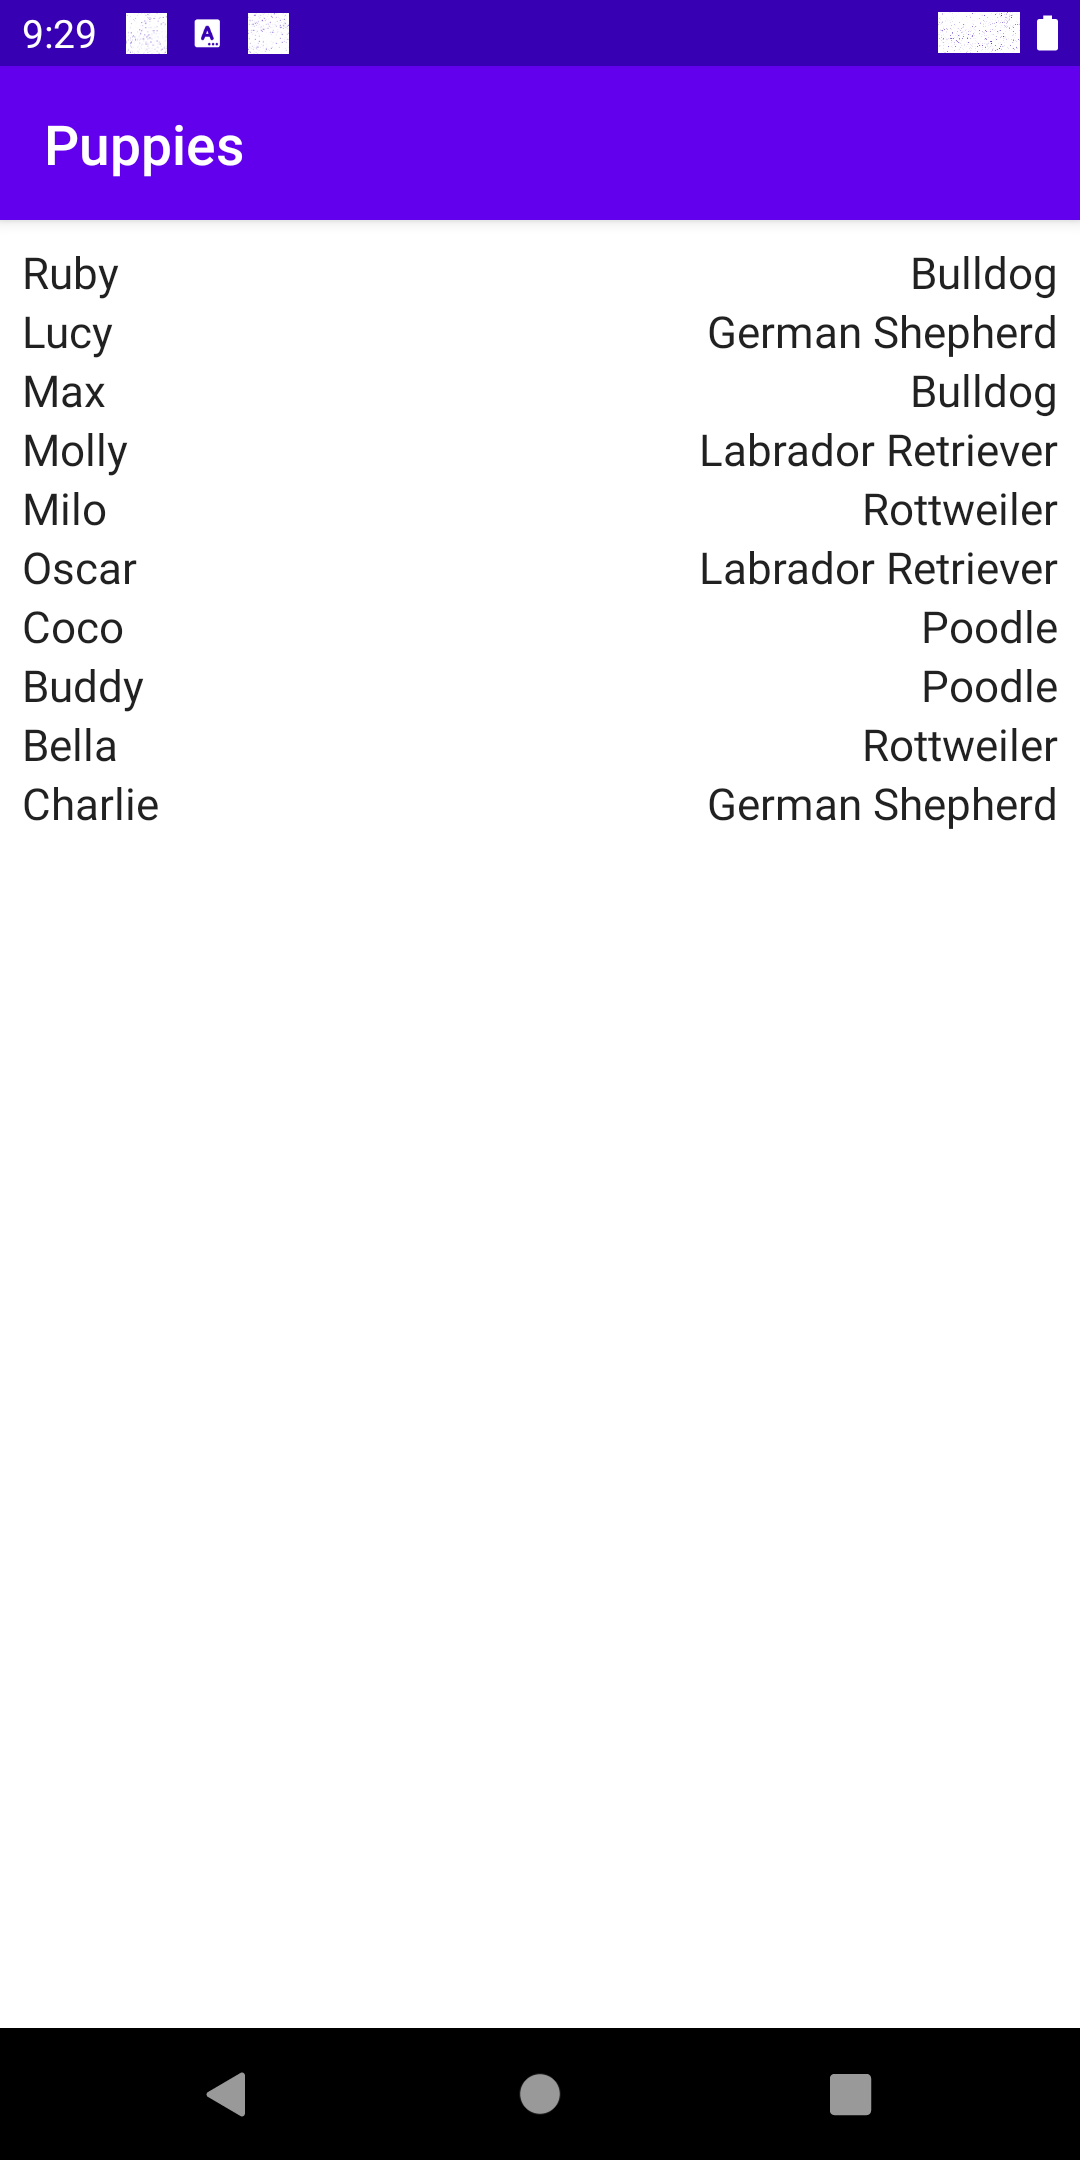 9:29
Puppies
Ruby Bulldog
Lucy German Shepherd
Max Bulldog
Molly Labrador Retriever
Milo Rottweiler
Oscar Labrador Retriever
Coco Poodle
Buddy Poodle
Bella Rottweiler
Charlie German Shepherd